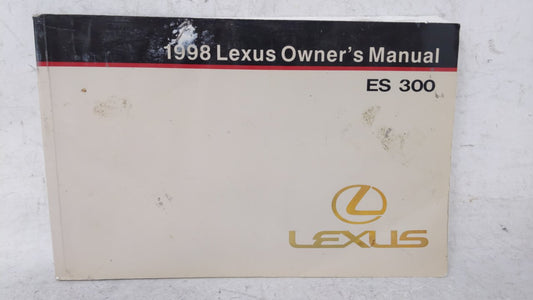 1998 Lexus Owner's Manual
ES 300
LEXUS